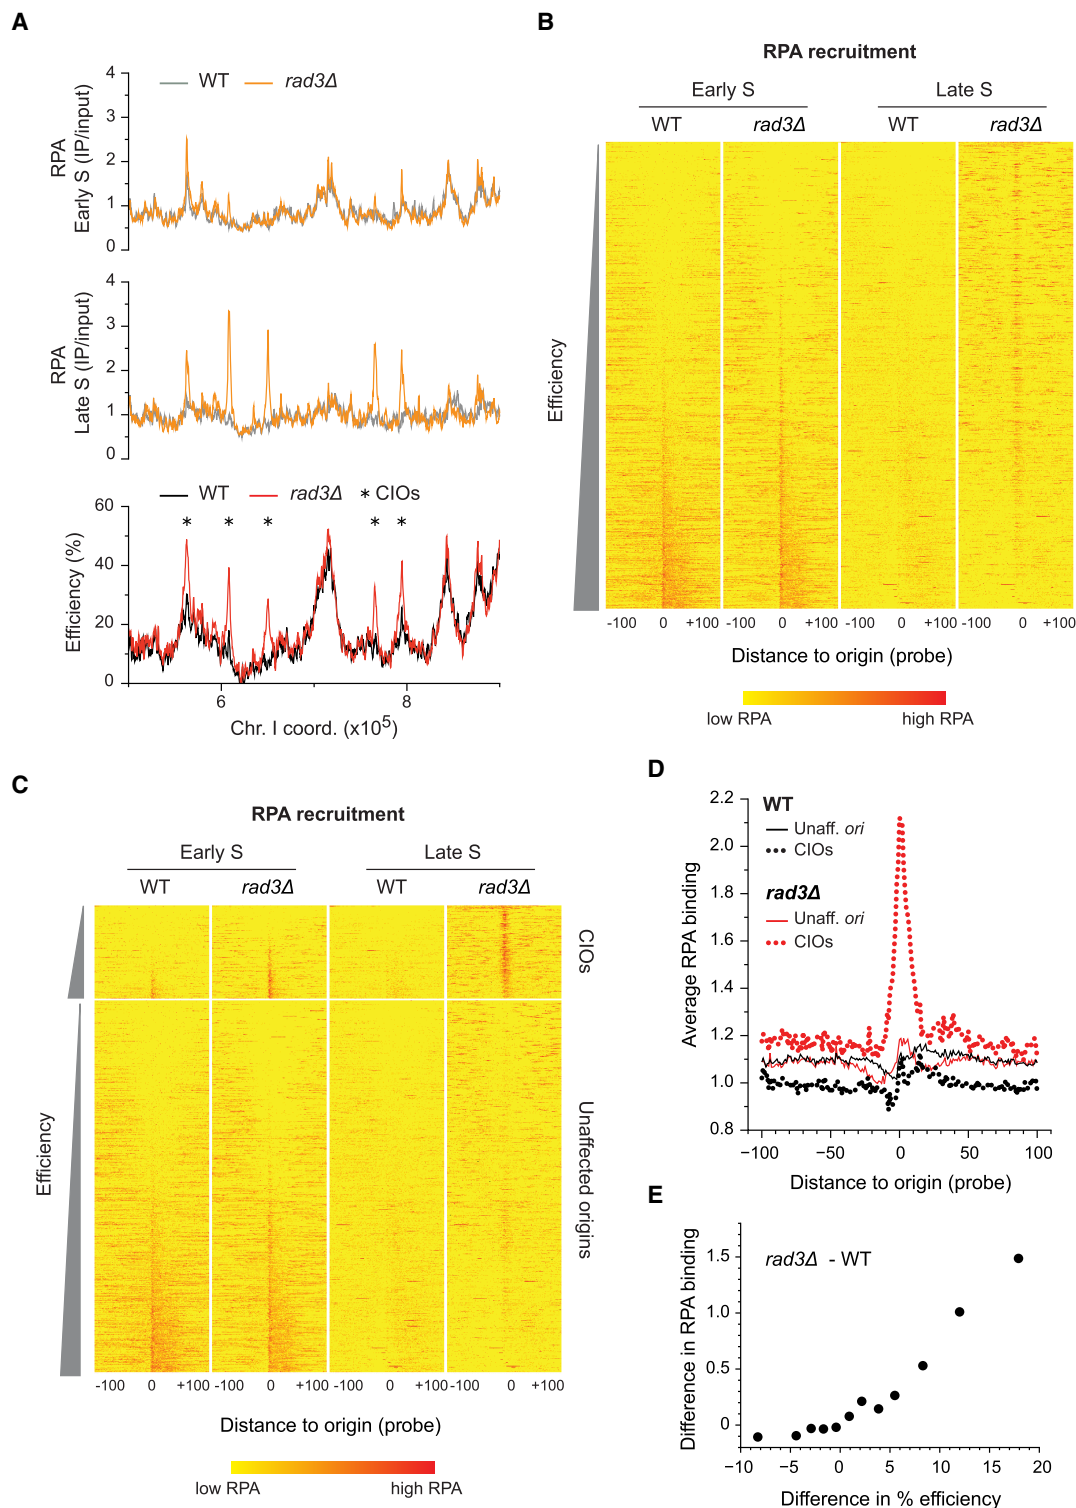 A
WT rad3Δ
4
3
2
1
0
RPA
Early S (IP/input)
4
3
2
1
0
RPA
Late S (IP/input)
WT rad3Δ * CIOs
* * * * *
60
40
20
0
Efficiency (%)
6 8
Chr. I coord. (x10⁵)
B
RPA recruitment
Early S Late S
WT rad3Δ WT rad3Δ
Efficiency
-100 0 +100 -100 0 +100 -100 0 +100 -100 0 +100
Distance to origin (probe)
low RPA high RPA
C
RPA recruitment
Early S Late S
WT rad3Δ WT rad3Δ
CIOs
Unaffected origins
Efficiency
-100 0 +100 -100 0 +100 -100 0 +100 -100 0 +100
Distance to origin (probe)
low RPA high RPA
D
2.2
2.0
1.8
1.6
1.4
1.2
1.0
0.8
Average RPA binding
WT
Unaff. ori
CIOs
rad3Δ
Unaff. ori
CIOs
−100 −50 0 50 100
Distance to origin (probe)
E
rad3Δ - WT
1.5
1.0
0.5
0
Difference in RPA binding
−10 −5 0 5 10 15 20
Difference in % efficiency